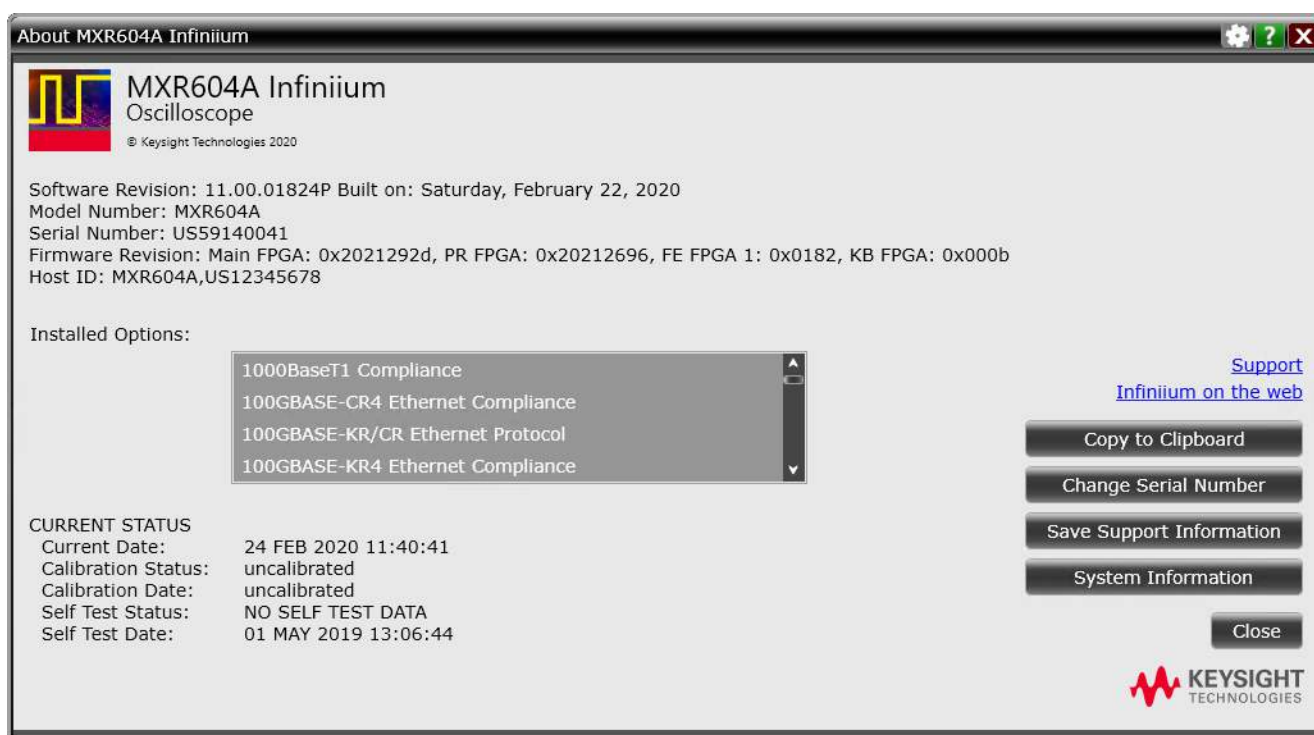 About MXR604A Infiniium
?
X
MXR604A Infiniium
Oscilloscope
© Keysight Technologies 2020
Software Revision: 11.00.01824P Built on: Saturday, February 22, 2020
Model Number: MXR604A
Serial Number: US59140041
Firmware Revision: Main FPGA: 0x2021292d, PR FPGA: 0x20212696, FE FPGA 1: 0x0182, KB FPGA: 0x000b
Host ID: MXR604A,US12345678
Installed Options:
1000BaseT1 Compliance
100GBASE-CR4 Ethernet Compliance
100GBASE-KR/CR Ethernet Protocol
100GBASE-KR4 Ethernet Compliance
Support
Infiniium on the web
Copy to Clipboard
Change Serial Number
Save Support Information
System Information
Close
CURRENT STATUS
Current Date: 24 FEB 2020 11:40:41
Calibration Status: uncalibrated
Calibration Date: uncalibrated
Self Test Status: NO SELF TEST DATA
Self Test Date: 01 MAY 2019 13:06:44
KEYSIGHT
TECHNOLOGIES